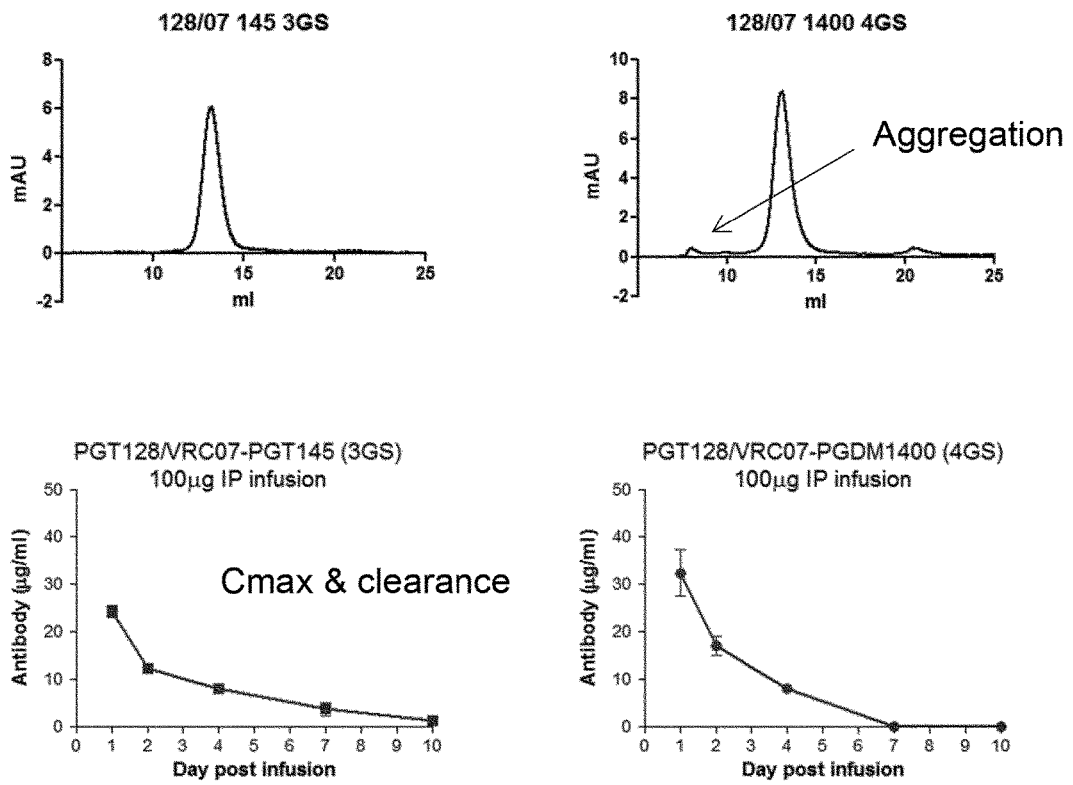 128/07 145 3GS
8
6
4
2
0
-2
mAU
10
15
20
25
ml
128/07 1400 4GS
10
8
6
4
2
0
-2
mAU
10
15
20
25
ml
Aggregation
PGT128/VRC07-PGT145 (3GS)
100μg IP infusion
50
40
30
20
10
0
Antibody (μg/ml)
0 1 2 3 4 5 6 7 8 9 10
Day post infusion
Cmax & clearance
PGT128/VRC07-PGDM1400 (4GS)
100μg IP infusion
50
40
30
20
10
0
Antibody (μg/ml)
0 1 2 3 4 5 6 7 8 9 10
Day post infusion